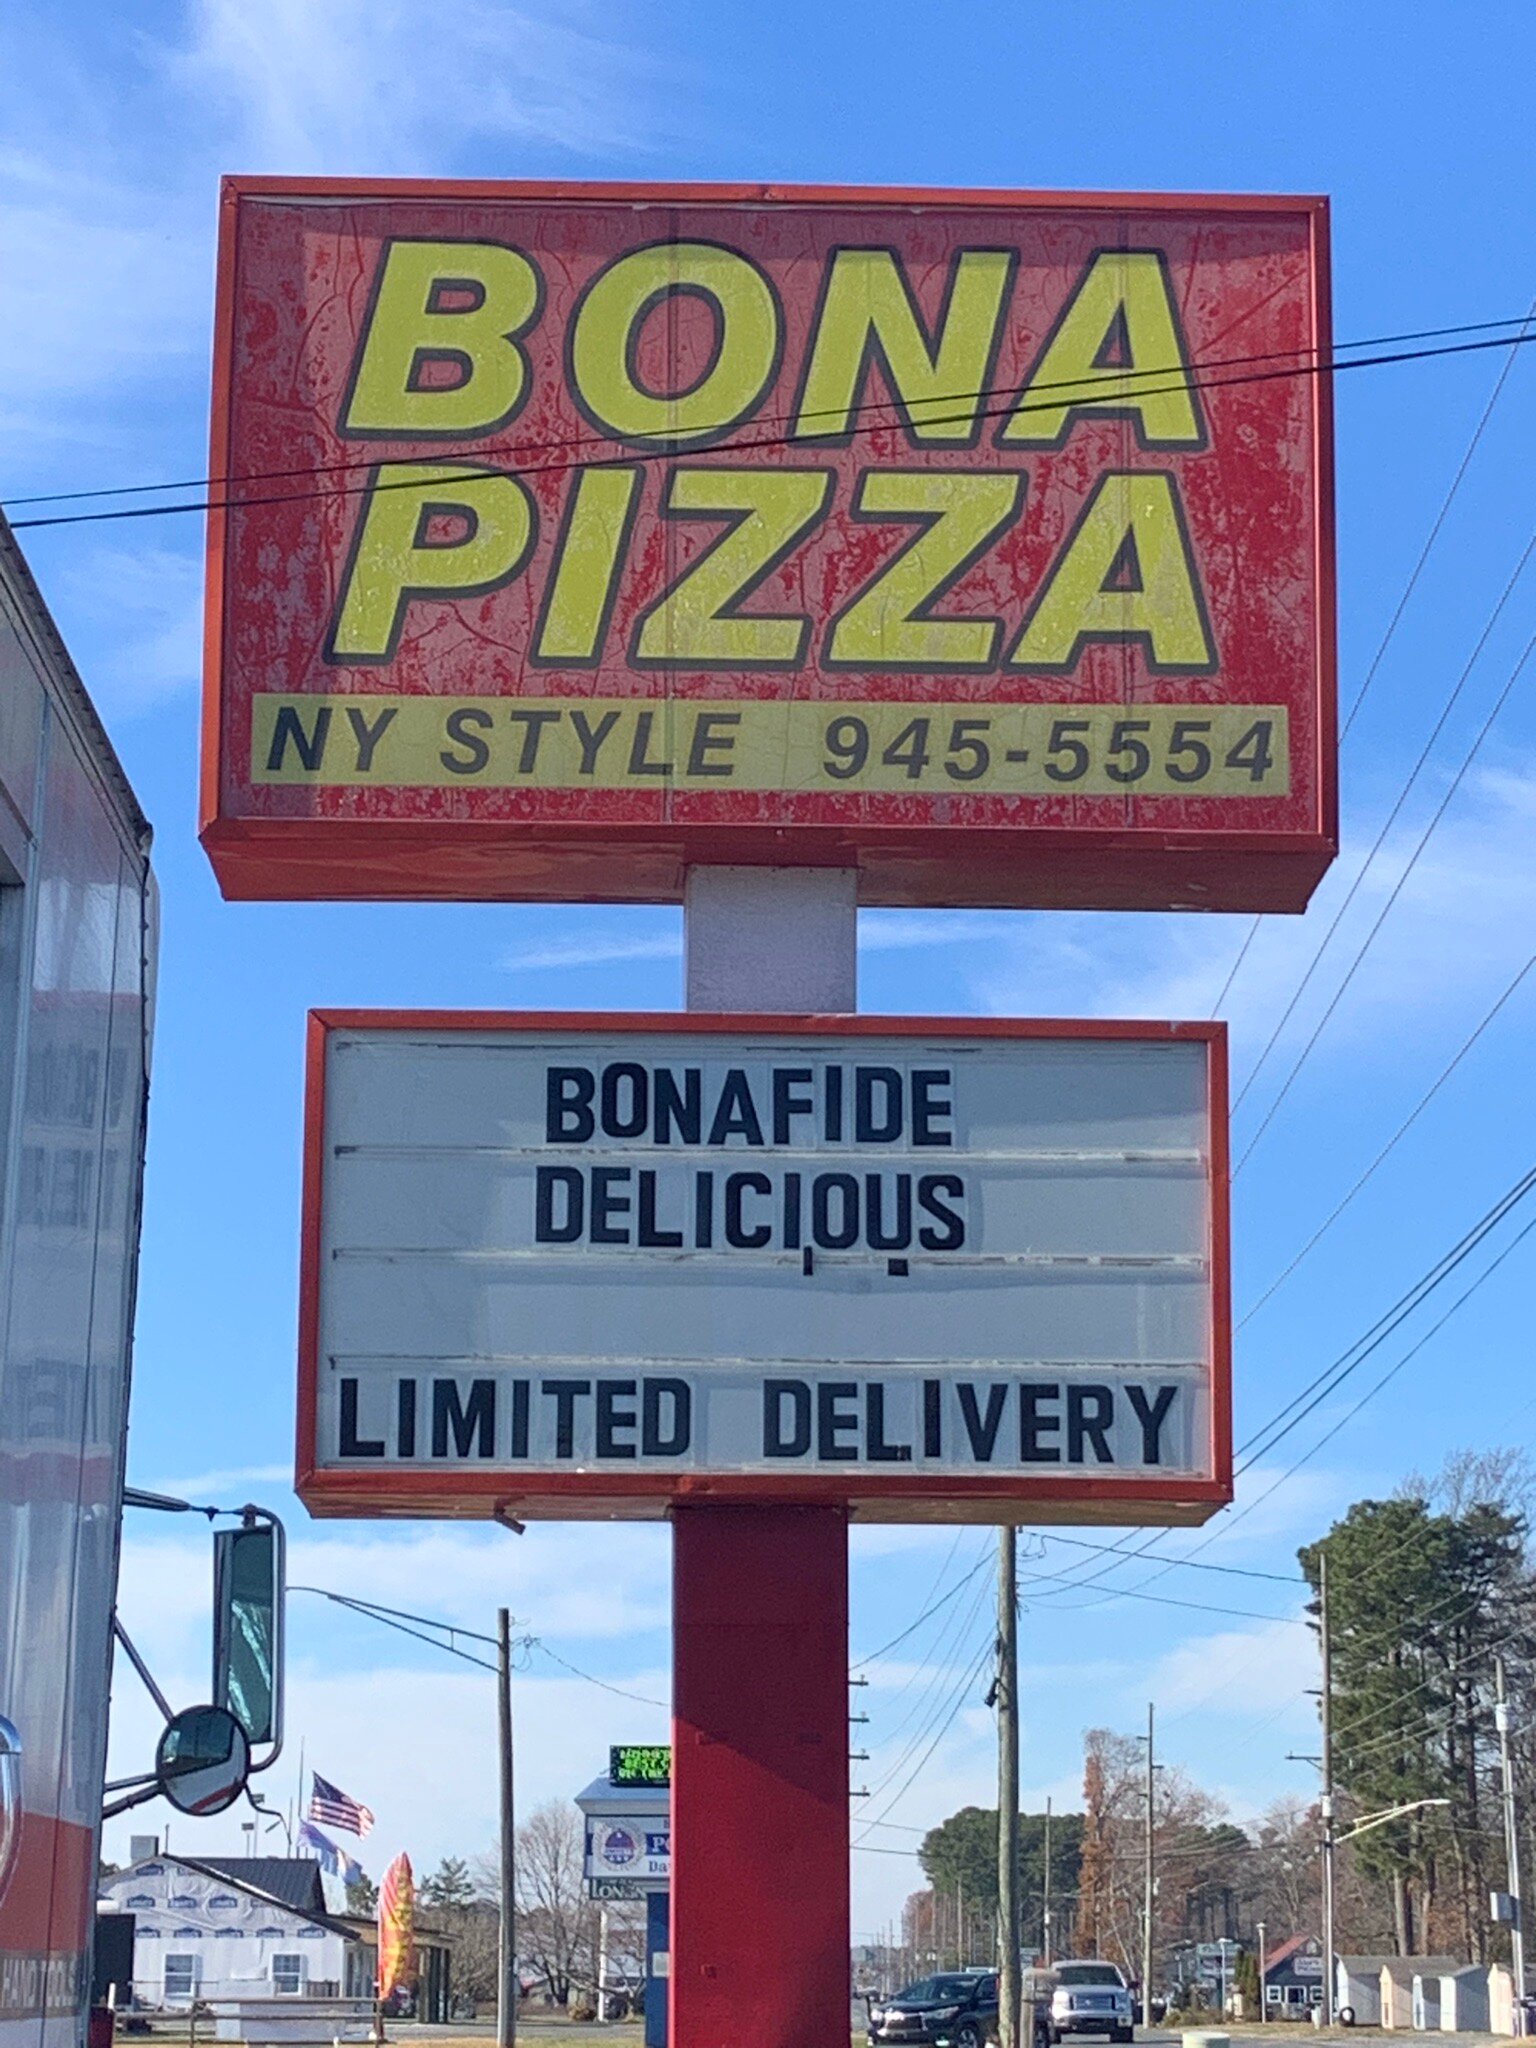 BONA
PIZZA
NY STYLE 945-5554
BONAFIDE
DELICIOUS
LIMITED DELIVERY